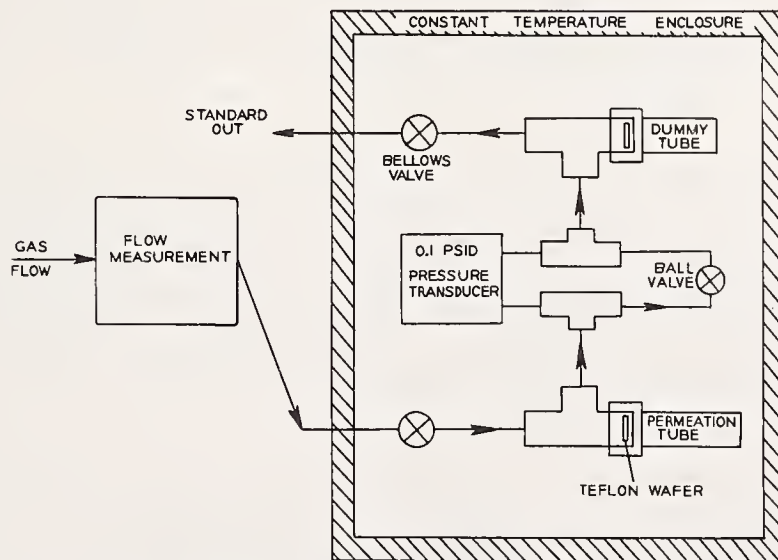 CONSTANT TEMPERATURE ENCLOSURE
STANDARD
OUT
BELLOWS
VALVE
DUMMY
TUBE
GAS
FLOW
FLOW
MEASUREMENT
0.1 PSID
PRESSURE
TRANSDUCER
BALL
VALVE
PERMEATION
TUBE
TEFLON WAFER